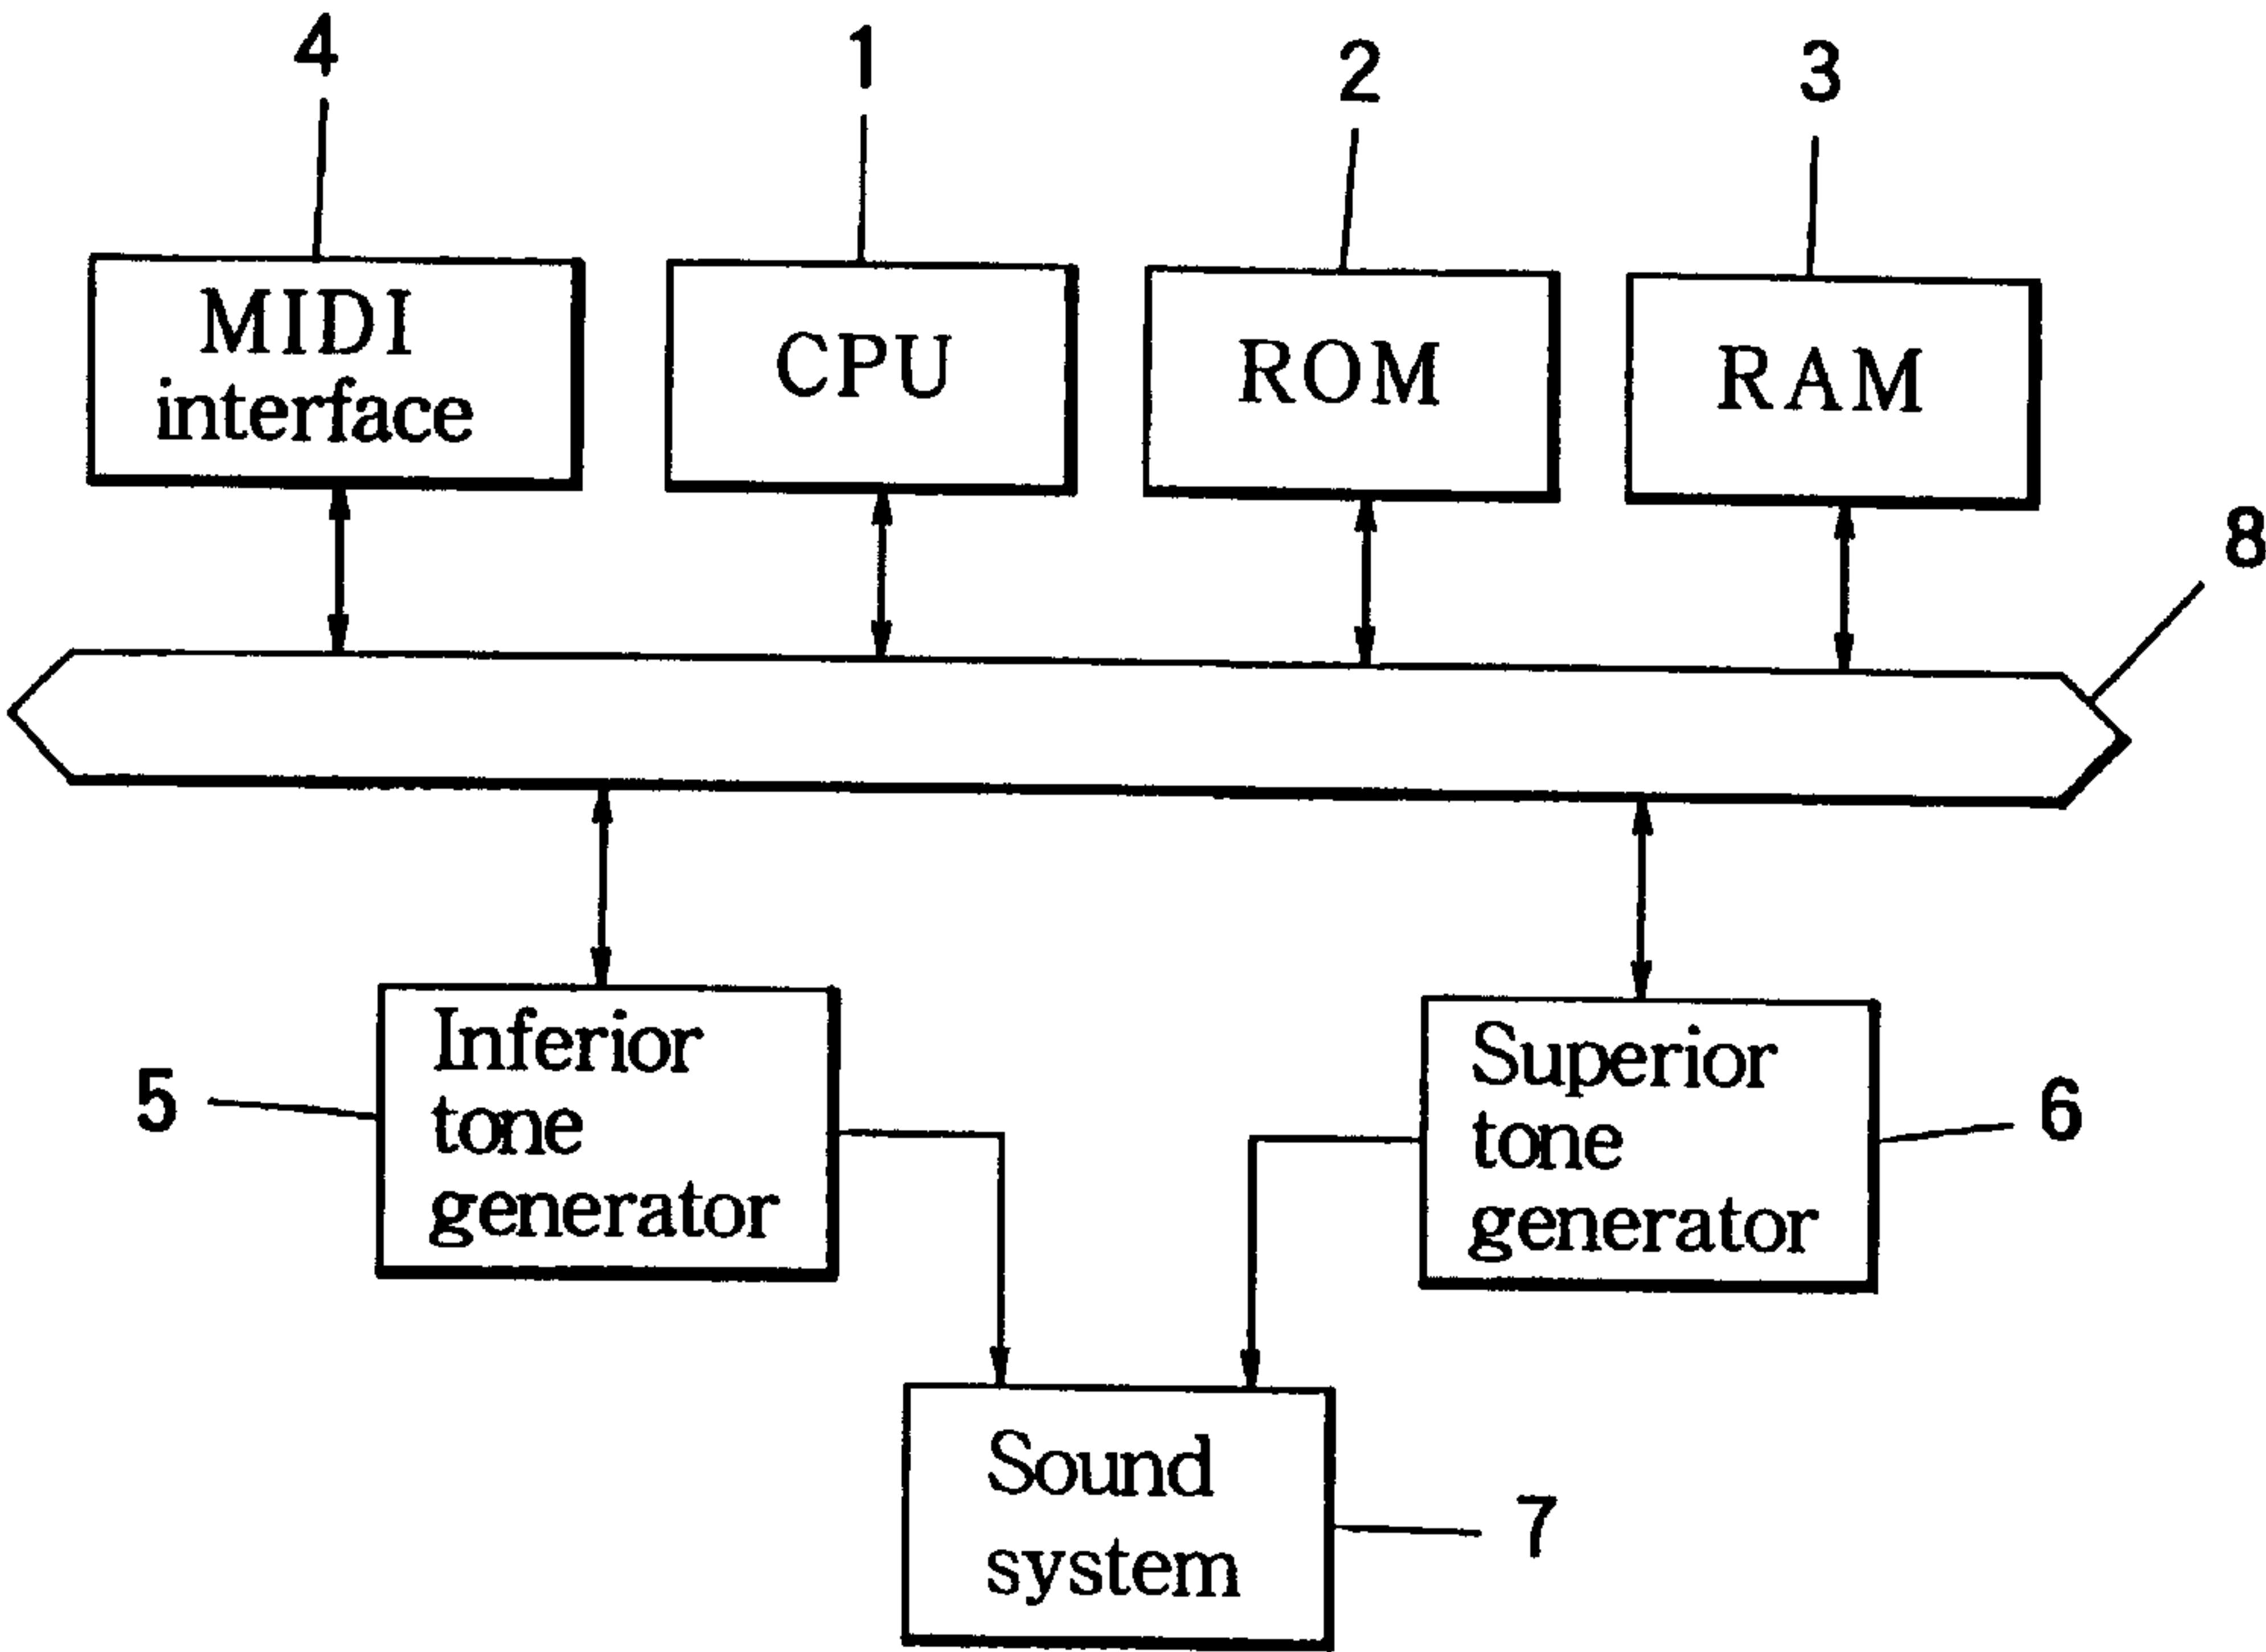 4
1
2
3
MIDI
interface
CPU
ROM
RAM
8
Inferior
tone
generator
5
Superior
tone
generator
6
Sound
system
7